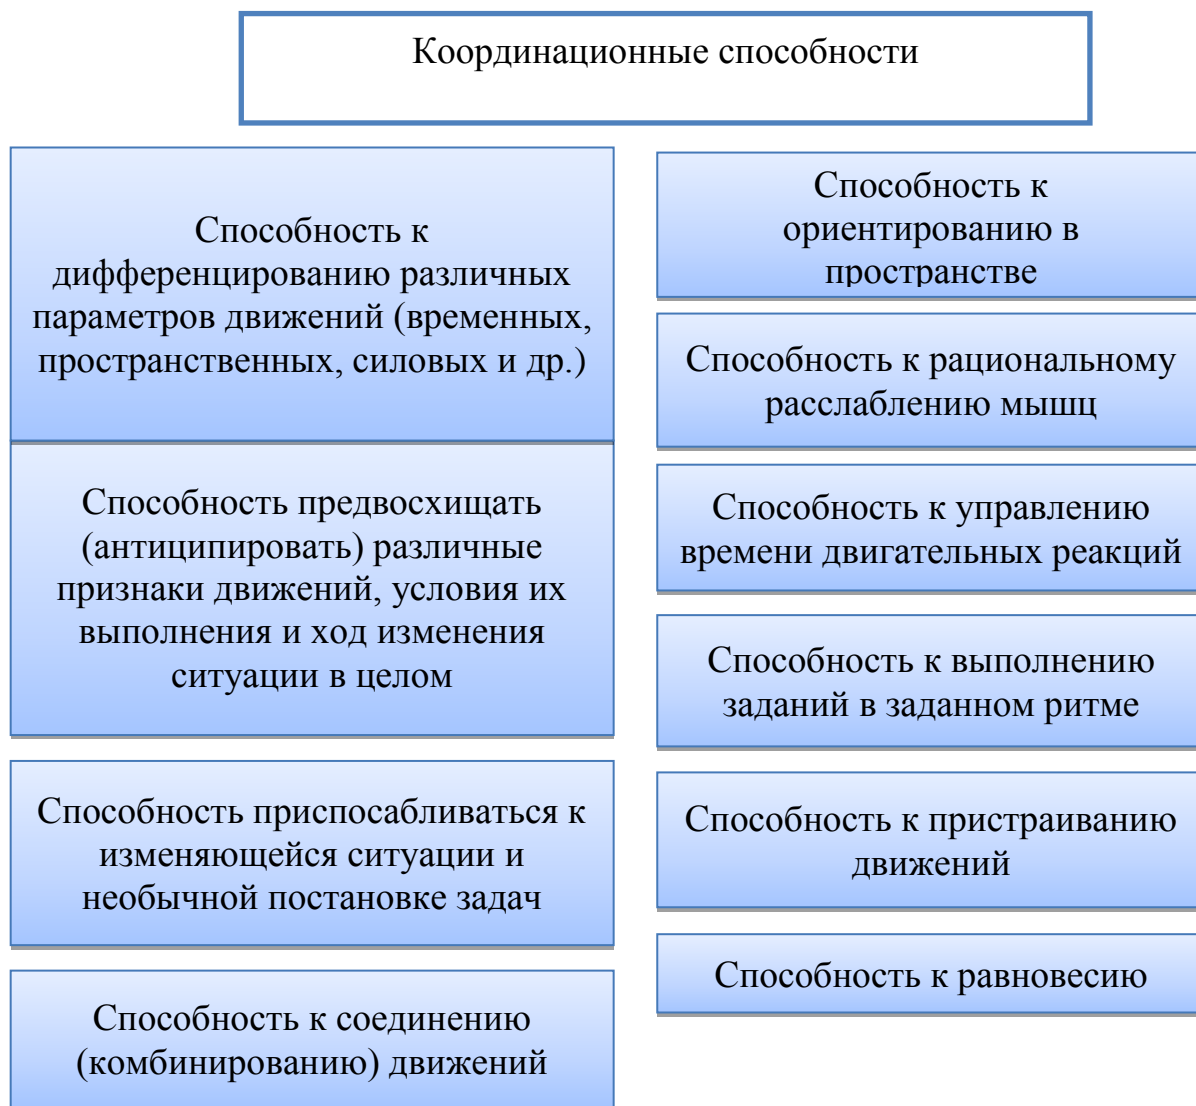 Координационные способности
Способность к
дифференцированию различных
параметров движений (временных,
пространственных, силовых и др.)
Способность предвосхищать
(антиципировать) различные
признаки движений, условия их
выполнения и ход изменения
ситуации в целом
Способность приспосабливаться к
изменяющейся ситуации и
необычной постановке задач
Способность к соединению
(комбинированию) движений
Способность к
ориентированию в
пространстве
Способность к рациональному
расслаблению мышц
Способность к управлению
времени двигательных реакций
Способность к выполнению
заданий в заданном ритме
Способность к пристраиванию
движений
Способность к равновесию